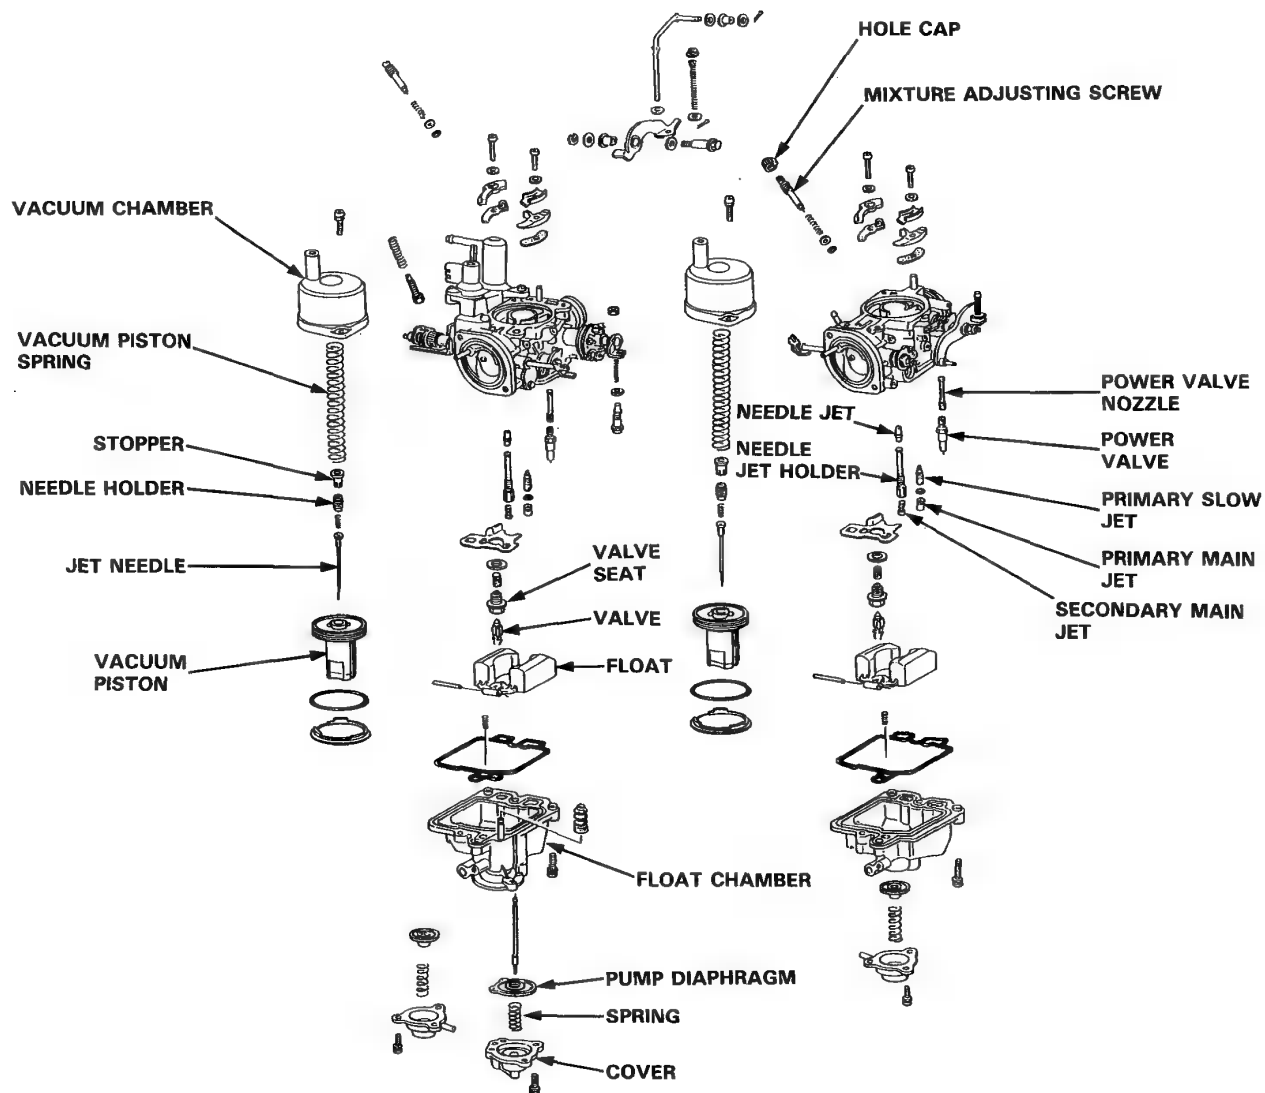 HOLE CAP
MIXTURE ADJUSTING SCREW
VACUUM CHAMBER
VACUUM PISTON
SPRING
STOPPER
NEEDLE HOLDER
JET NEEDLE
VACUUM
PISTON
VALVE
SEAT
VALVE
FLOAT
FLOAT CHAMBER
PUMP DIAPHRAGM
SPRING
COVER
NEEDLE JET
NEEDLE
JET HOLDER
POWER VALVE
NOZZLE
POWER
VALVE
PRIMARY SLOW
JET
PRIMARY MAIN
JET
SECONDARY MAIN
JET